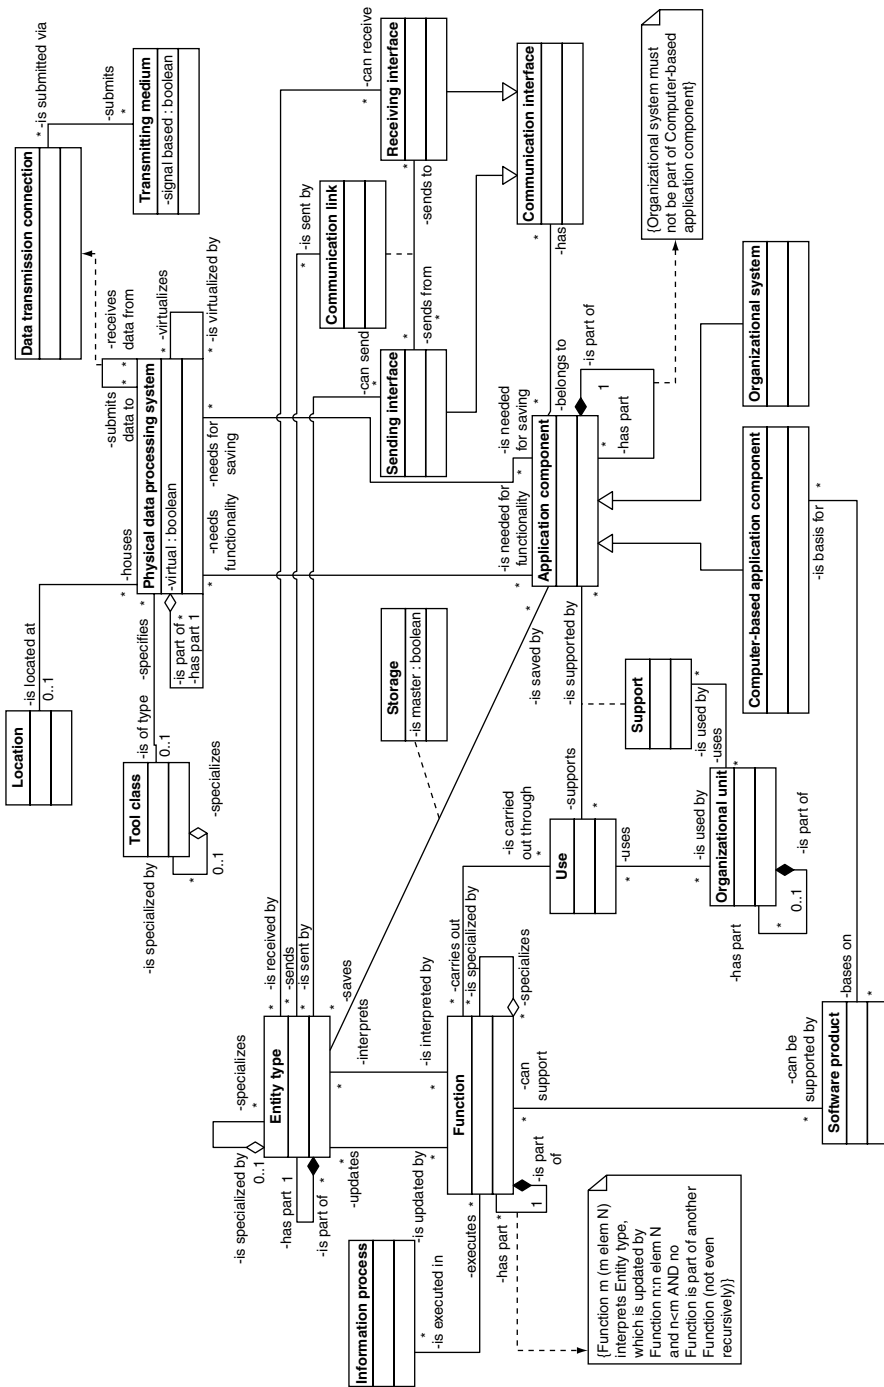 Location
-is located at
0..1
-houses
*
Tool class
-is specialized by
*
0..1
-specializes
-is of type
0..1
-specifies
*
Physical data processing system
-virtual : boolean
-is part of *
-has part 1
-submits
data to
*
-receives
data from
*
-virtualizes
*
-is virtualized by
*
-needs
functionality
*
-needs for
saving
*
Data transmission connection
-is submitted via
*
-submits
*
Transmitting medium
-signal based : boolean
Entity type
-is specialized by
0..1
-specializes
*
-has part 1
-is part of *
-is received by
*
-sends
*
-is sent by
*
-saves
*
-interprets
*
-updates
*
Storage
-is master : boolean
Communication link
-is sent by
*
Sending interface
-can send
*
-sends from
*
Receiving interface
-can receive
*
-sends to
*
Communication interface
-has
*
-belongs to
*
Information process
-is executed in
*
-executes
*
Function
-is updated by
*
-is interpreted by
*
-carries out
*
-is specialized by
*
-specializes
*
-has part *
-is part
of
1
-can
support
*
{Function m (m elem N)
interprets Entity type,
which is updated by
Function n:n elem N
and n<m AND no
Function is part of another
Function (not even
recursively)}
Use
-is carried
out through
*
-supports
*
-uses
*
-is used by
*
Organizational unit
-has part
*
0..1
-is part of
-uses
*
-is used by
*
Support
Application component
-is saved by
*
-is supported by
*
-is needed for
functionality
*
-is needed
for saving
*
-is part of
1
-has part
*
{Organizational system must
not be part of Computer-based
application component}
Organizational system
Computer-based application component
-is basis for
*
-bases on
*
Software product
-can be
supported by
*